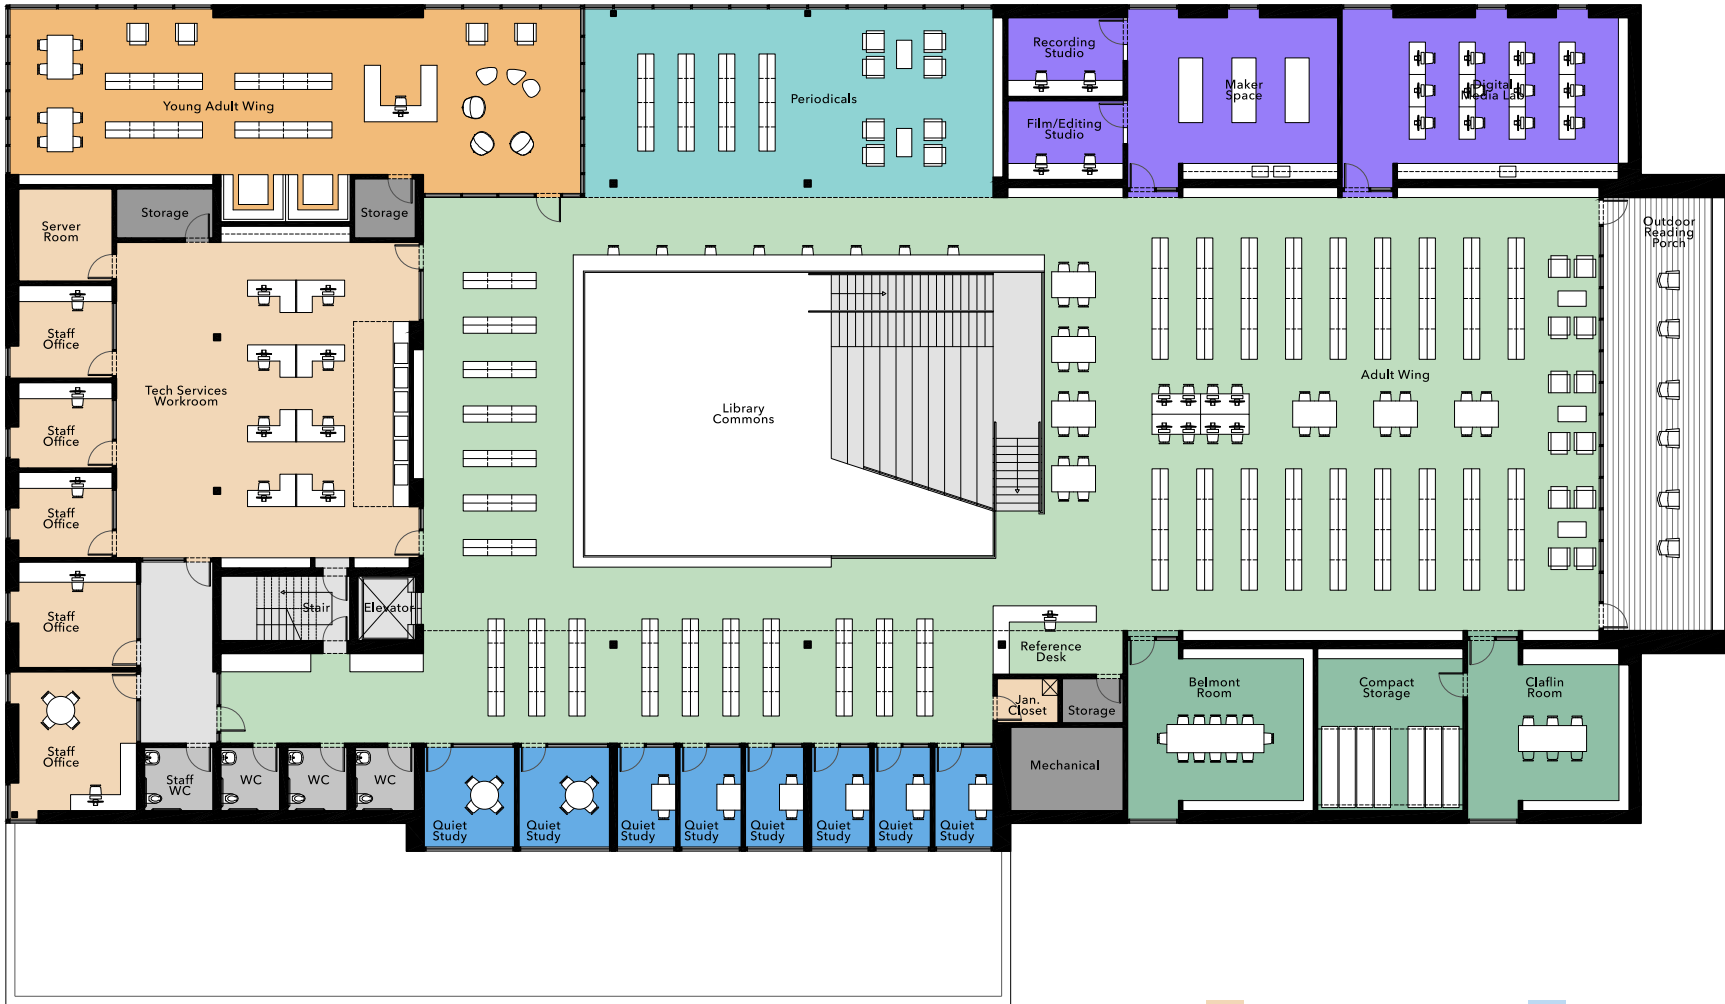 Young Adult Wing
Periodicals
Recording
Studio
Film/Editing
Studio
Maker
Space
Digital
Media Lab
Server
Room
Storage
Storage
Outdoor
Reading
Porch
Staff
Office
Tech Services
Workroom
Staff
Office
Staff
Office
Library
Commons
Adult Wing
Staff
Office
Stair
Elevator
Reference
Desk
Staff
Office
Staff
WC
WC
WC
WC
Jan.
Closet
Storage
Mechanical
Belmont
Room
Compact
Storage
Claflin
Room
Quiet
Study
Quiet
Study
Quiet
Study
Quiet
Study
Quiet
Study
Quiet
Study
Quiet
Study
Quiet
Study